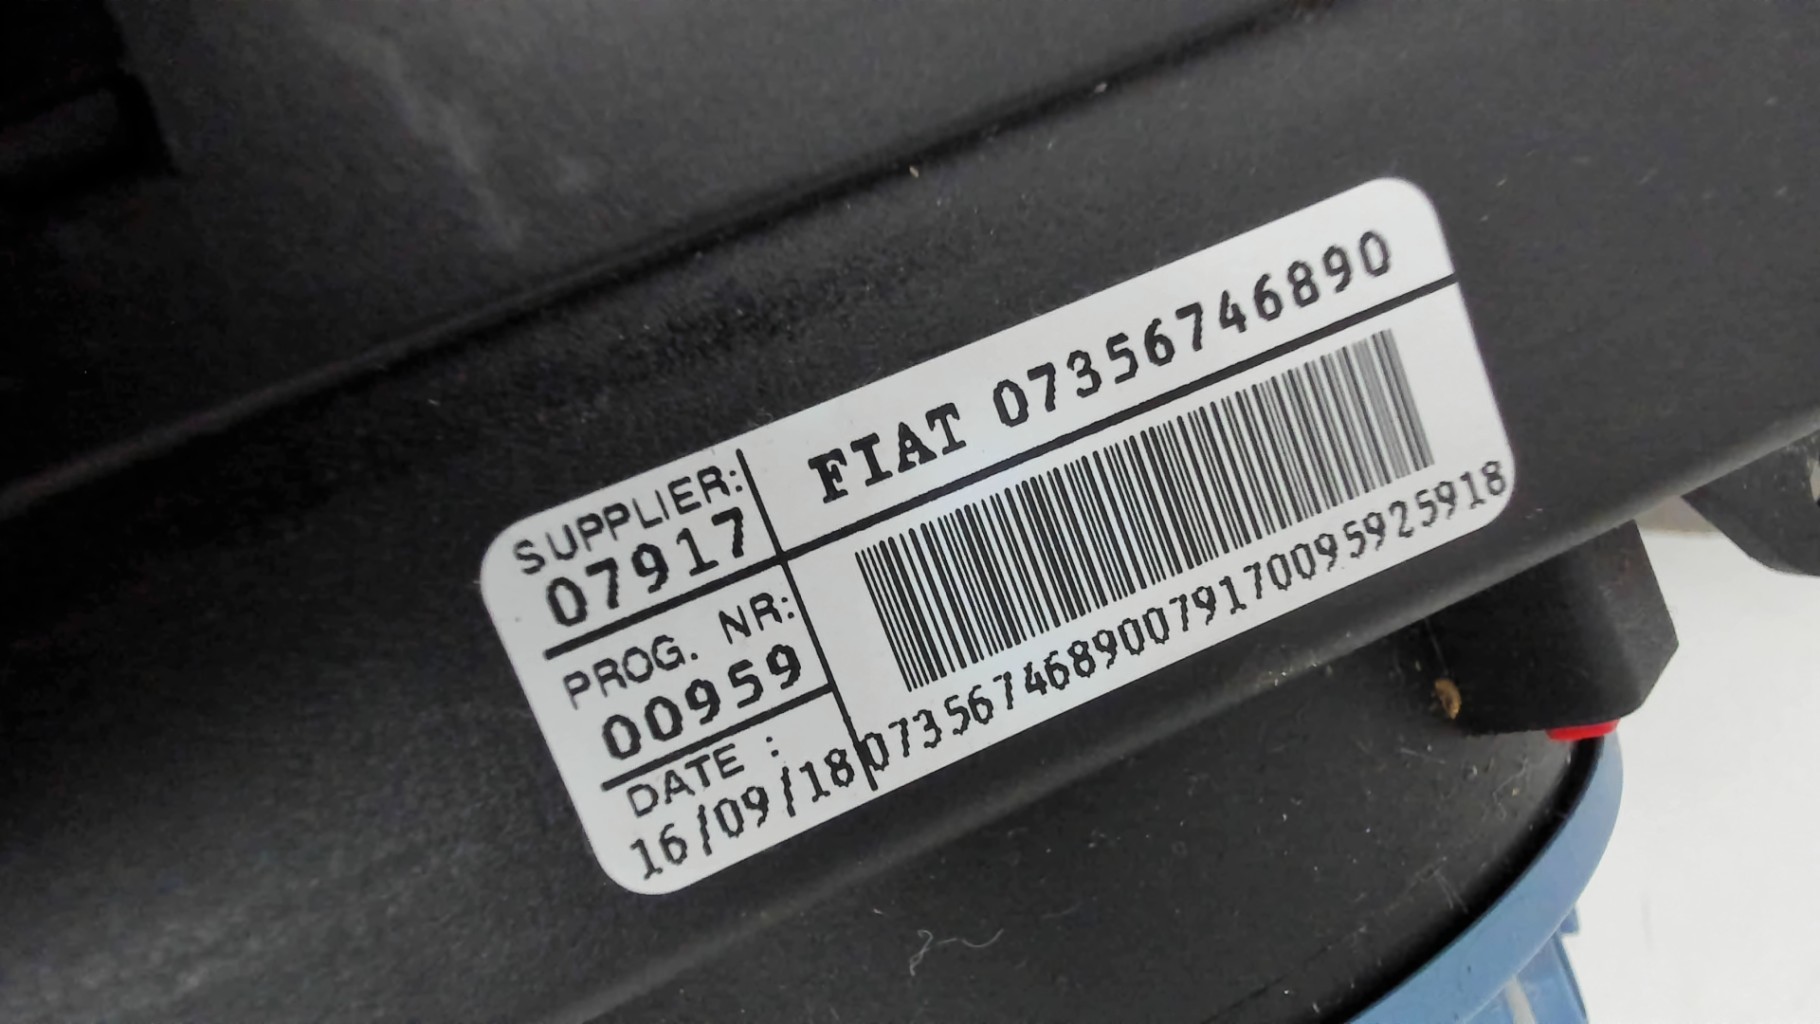 SUPPLIER:
07917
FIAT 07356746890
PROG. NR:
00959
DATE :
16/09/18
07356746890079170095925918